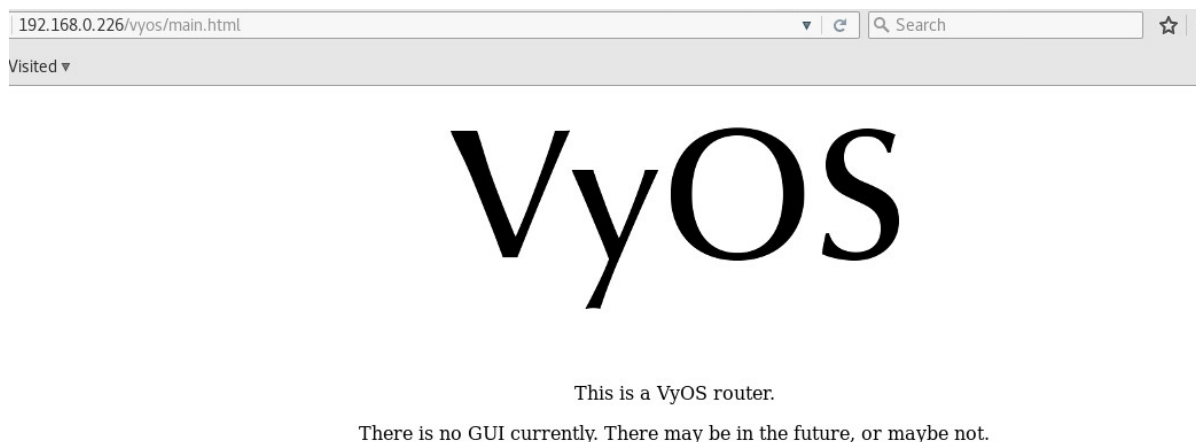 192.168.0.226/vyos/main.html
Search
Visited
VyOS
This is a VyOS router.
There is no GUI currently. There may be in the future, or maybe not.